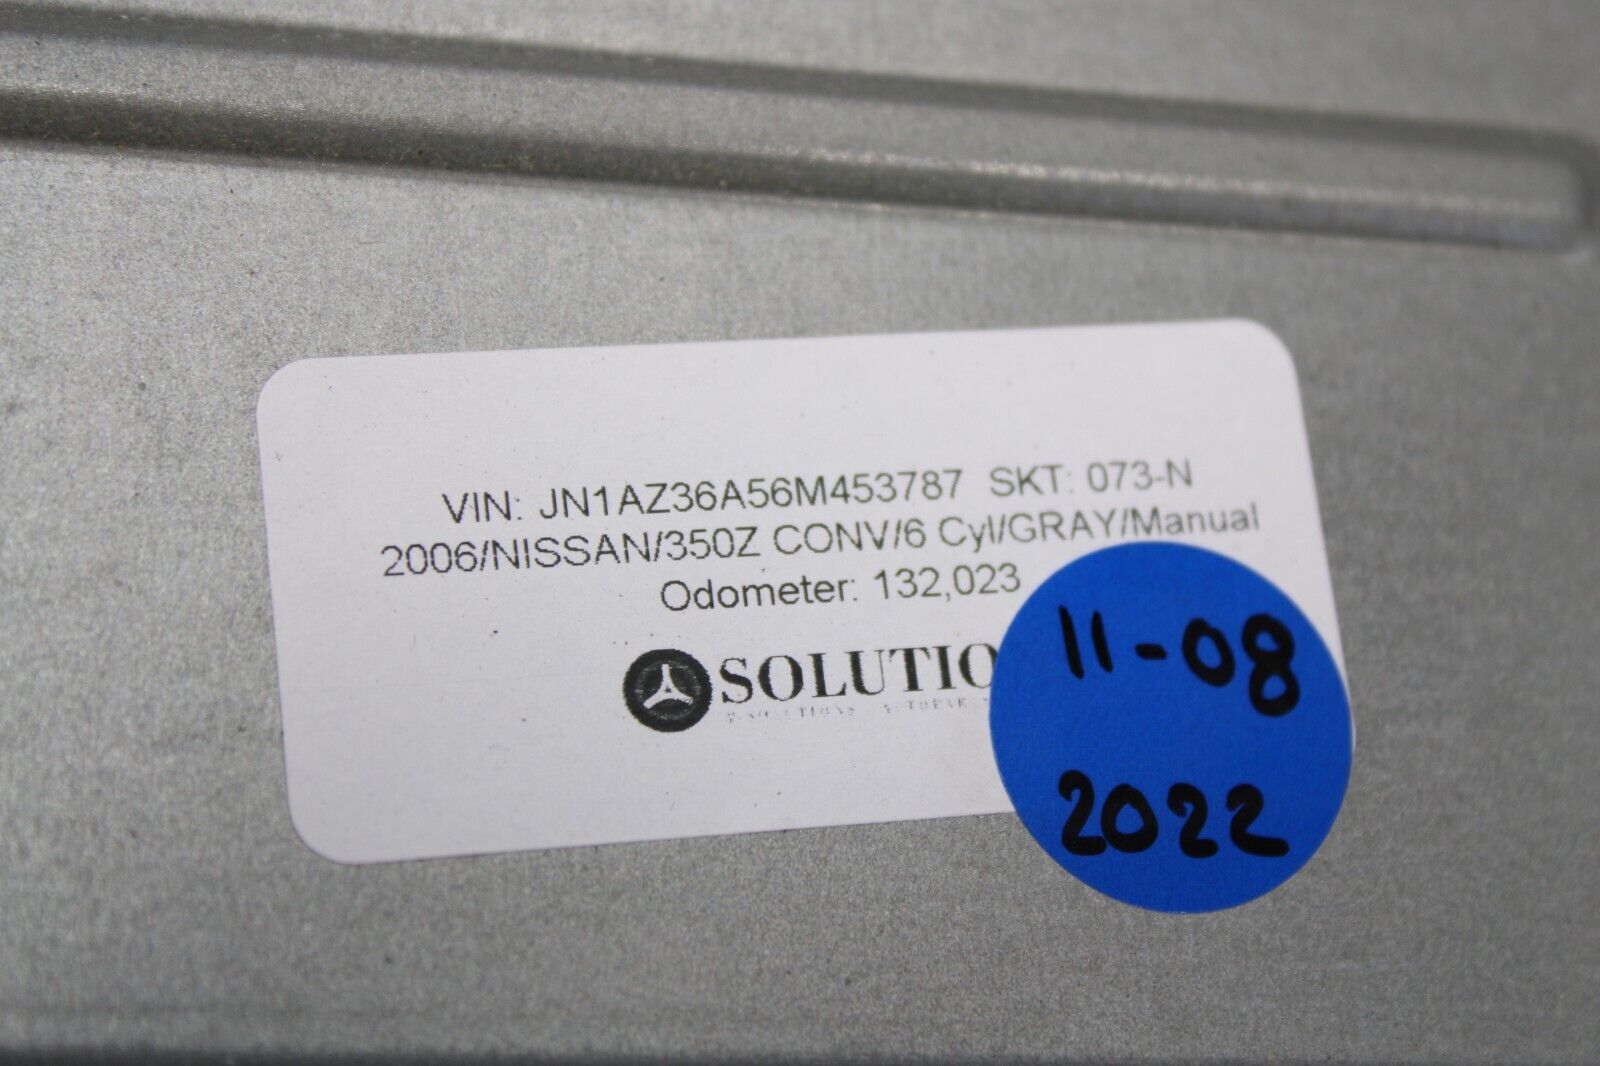 VIN: JN1AZ36A56M453787 SKT: 073-N
2006/NISSAN/350Z CONV/6 Cyl/GRAY/Manual
Odometer: 132,023
SOLUTIO
11-08
2022